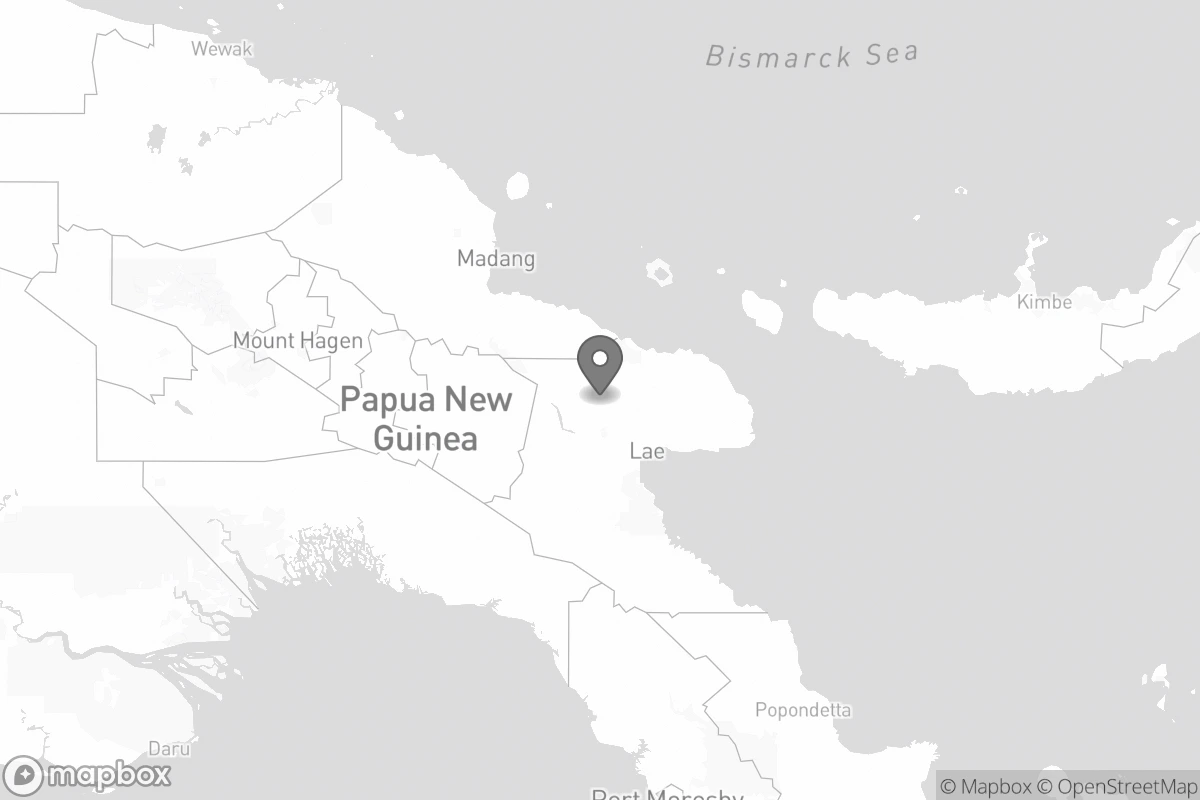 Wewak
Bismarck Sea
Madang
Kimbe
Mount Hagen
Papua New
Guinea
Lae
Popondetta
Daru
mapbox
Port Moresby
© Mapbox © OpenStreetMap